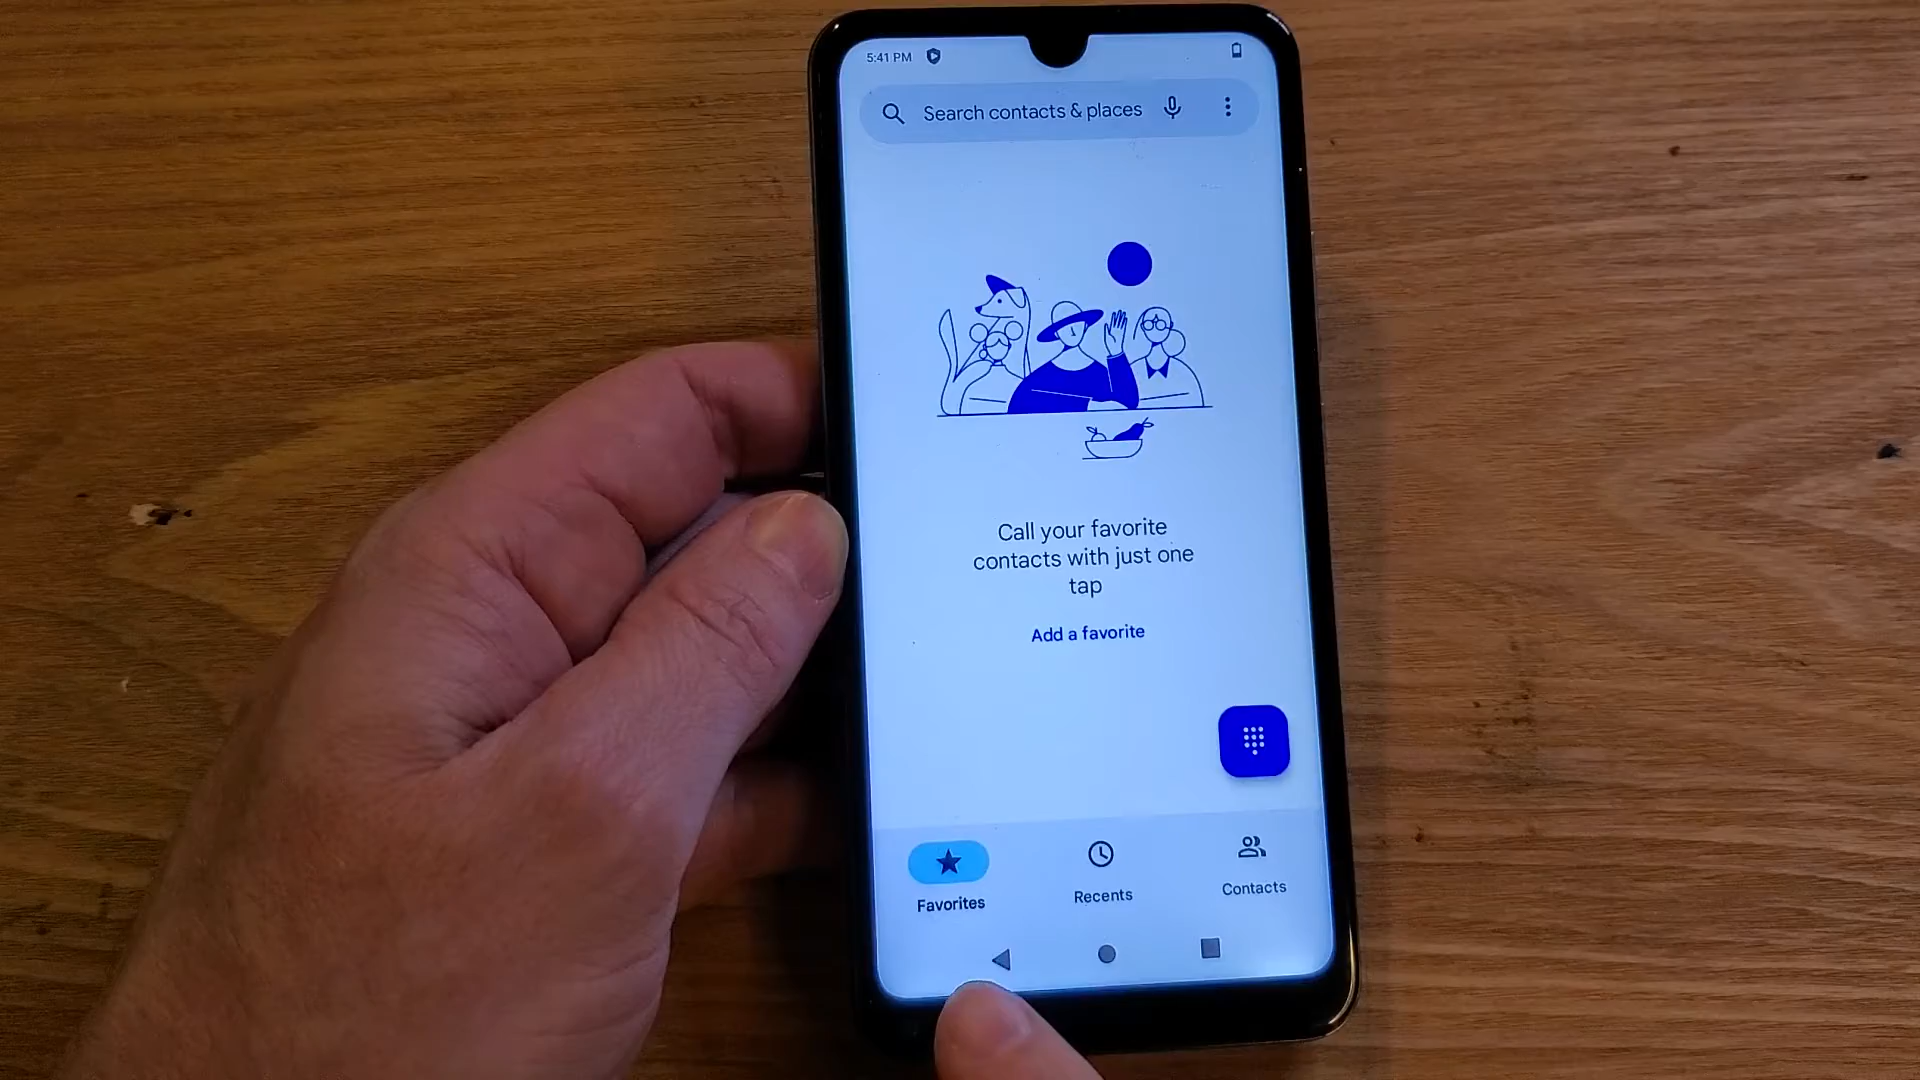 5:41 PM
Search contacts & places
Call your favorite
contacts with just one
tap
Add a favorite
Favorites
Recents
Contacts